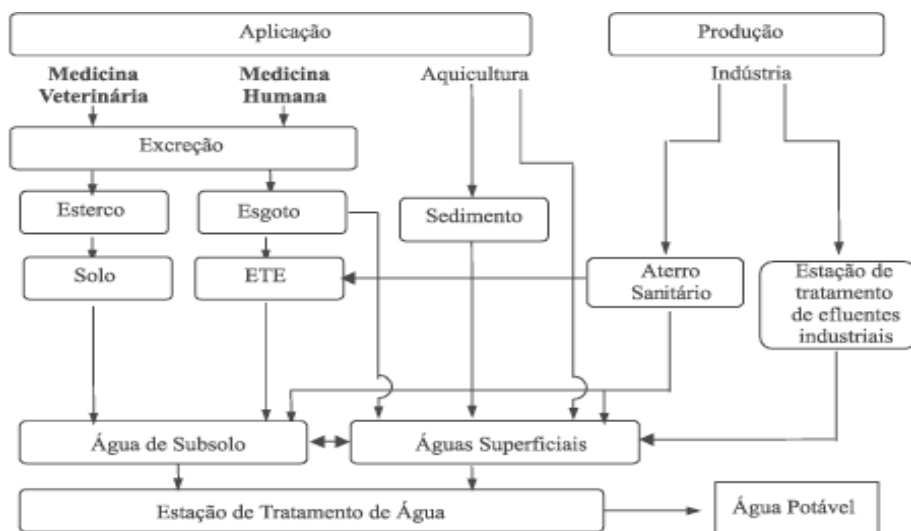 Aplicação
Produção
Medicina
Veterinária
Medicina
Humana
Aquicultura
Indústria
Excreção
Esterco
Esgoto
Sedimento
Solo
ETE
Aterro
Sanitário
Estação de
tratamento
de efluentes
industriais
Água de Subsolo
Águas Superficiais
Estação de Tratamento de Água
Água Potável